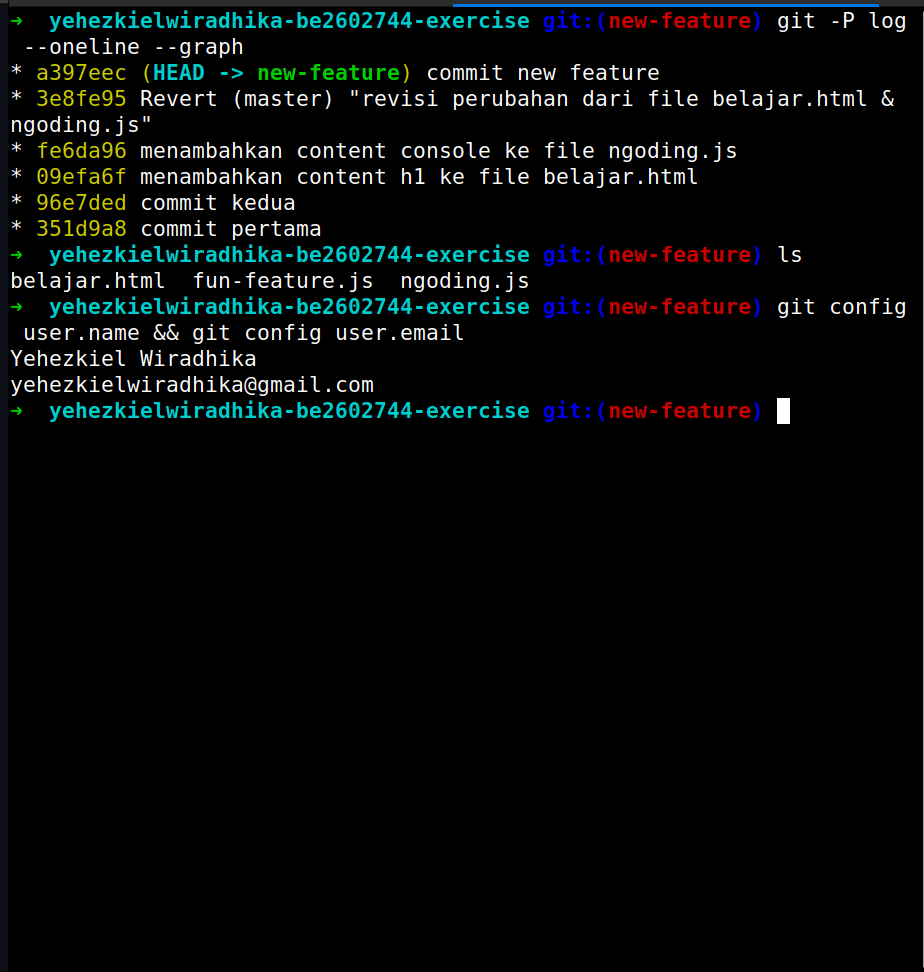 ➜  yehezkielwiradhika-be2602744-exercise git:(new-feature) git -P log
 --oneline --graph
* a397eec (HEAD -> new-feature) commit new feature
* 3e8fe95 Revert (master) "revisi perubahan dari file belajar.html &
ngoding.js"
* fe6da96 menambahkan content console ke file ngoding.js
* 09efa6f menambahkan content h1 ke file belajar.html
* 96e7ded commit kedua
* 351d9a8 commit pertama
➜  yehezkielwiradhika-be2602744-exercise git:(new-feature) ls
belajar.html  fun-feature.js  ngoding.js
➜  yehezkielwiradhika-be2602744-exercise git:(new-feature) git config
 user.name && git config user.email
Yehezkiel Wiradhika
yehezkielwiradhika@gmail.com
➜  yehezkielwiradhika-be2602744-exercise git:(new-feature)